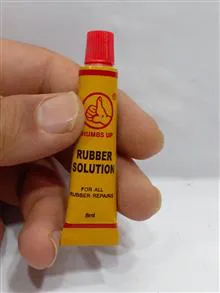 ®
THUMBS UP
RUBBER
SOLUTION
FOR ALL
RUBBER REPAIRS
8ml